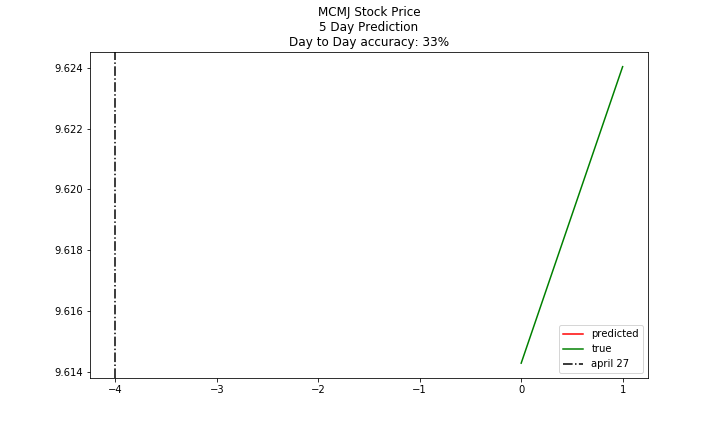 MCMJ Stock Price
5 Day Prediction
Day to Day accuracy: 33%
9.624
9.622
9.620
9.618
9.616
9.614
−4
−3
−2
−1
0
1
predicted
true
april 27